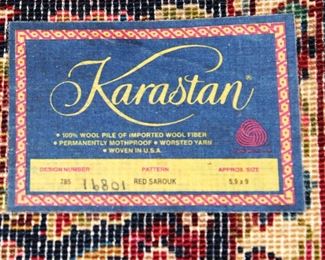 Karastan®
• 100% WOOL PILE OF IMPORTED WOOL FIBER
• PERMANENTLY MOTHPROOF • WORSTED YARN
• WOVEN IN U.S.A.
DESIGN NUMBER PATTERN APPROX. SIZE
785 16801 RED SAROUK 5.9 x 9